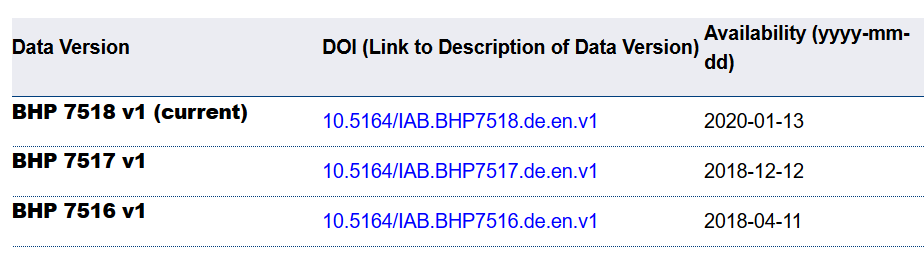 Data Version DOI (Link to Description of Data Version) Availability (yyyy-mm-
dd)
BHP 7518 v1 (current) 10.5164/IAB.BHP7518.de.en.v1 2020-01-13
BHP 7517 v1 10.5164/IAB.BHP7517.de.en.v1 2018-12-12
BHP 7516 v1 10.5164/IAB.BHP7516.de.en.v1 2018-04-11